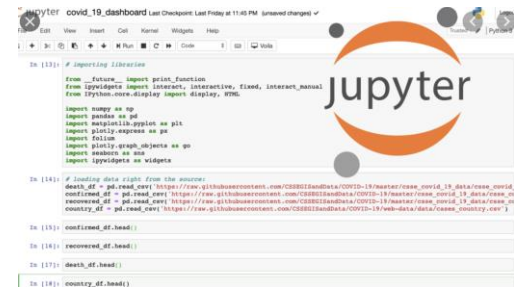 jupyter covid_19_dashboard Last Checkpoint: Last Friday at 11:45 PM (unsaved changes)
Edit View Insert Cell Kernel Widgets Help
Python 3
Run Code Voila
jupyter
In [13]: # importing libraries
from __future__ import print_function
from ipywidgets import interact, interactive, fixed, interact_manual
from IPython.core.display import display, HTML
import numpy as np
import pandas as pd
import matplotlib.pyplot as plt
import plotly.express as px
import folium
import plotly.graph_objects as go
import seaborn as sns
import ipywidgets as widgets
In [14]: # loading data right from the source:
death_df = pd.read_csv('https://raw.githubusercontent.com/CSSEGISandData/COVID-19/master/csse_covid_19_data/csse_covid_
confirmed_df = pd.read_csv('https://raw.githubusercontent.com/CSSEGISandData/COVID-19/master/csse_covid_19_data/csse_co
recovered_df = pd.read_csv('https://raw.githubusercontent.com/CSSEGISandData/COVID-19/master/csse_covid_19_data/csse_co
country_df = pd.read_csv('https://raw.githubusercontent.com/CSSEGISandData/COVID-19/web-data/data/cases_country.csv')
In [15]: confirmed_df.head()
In [16]: recovered_df.head()
In [17]: death_df.head()
In [18]: country_df.head()